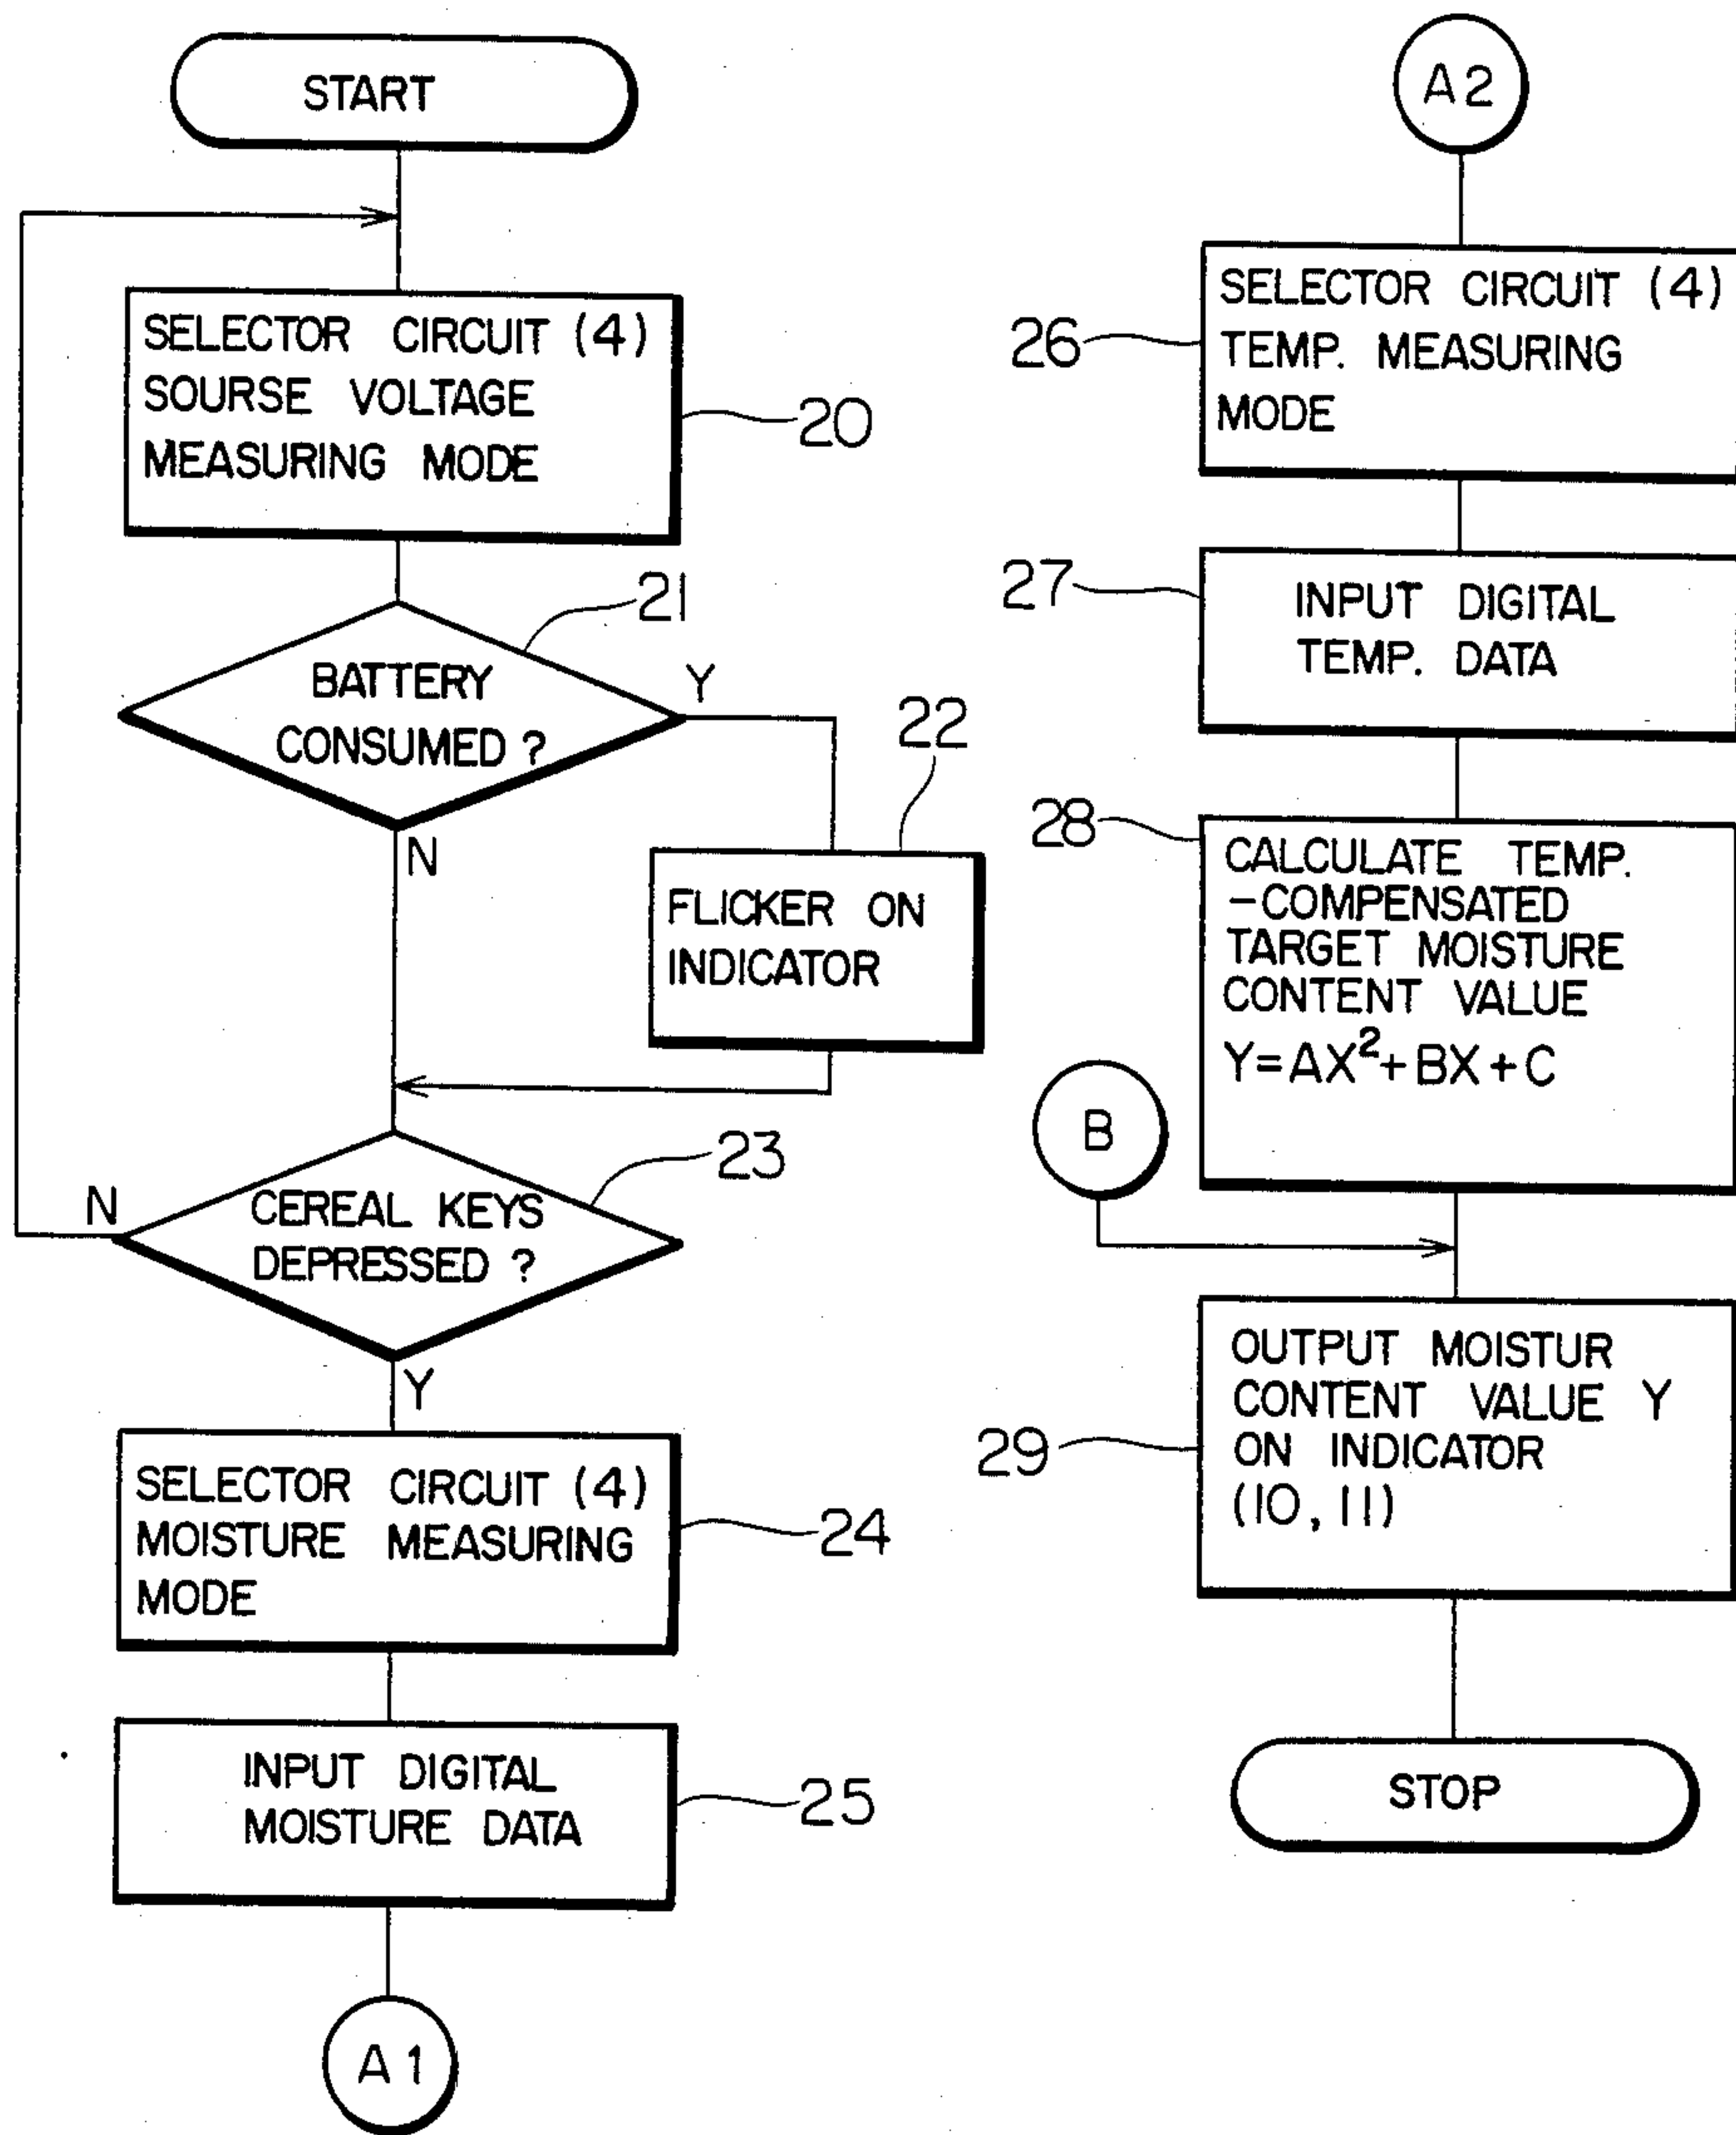 START
SELECTOR CIRCUIT (4)
SOURSE VOLTAGE
MEASURING MODE
20
21
BATTERY
CONSUMED ?
Y
N
22
FLICKER ON
INDICATOR
23
CEREAL KEYS
DEPRESSED ?
N
Y
SELECTOR CIRCUIT (4)
MOISTURE MEASURING
MODE
24
INPUT DIGITAL
MOISTURE DATA
25
A1
A2
26
SELECTOR CIRCUIT (4)
TEMP. MEASURING
MODE
27
INPUT DIGITAL
TEMP. DATA
28
CALCULATE TEMP.
-COMPENSATED
TARGET MOISTURE
CONTENT VALUE
Y=AX²+BX+C
B
29
OUTPUT MOISTUR
CONTENT VALUE Y
ON INDICATOR
(10, 11)
STOP